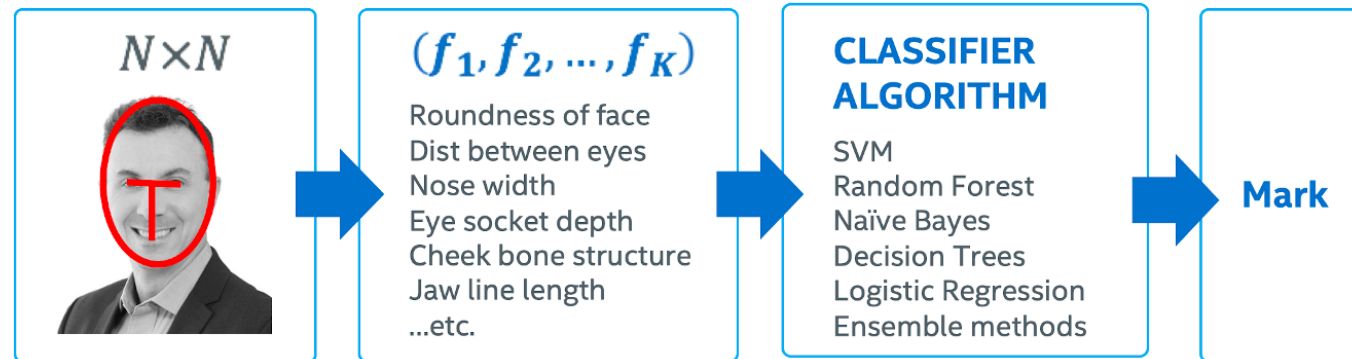 N×N
(f₁, f₂, ..., f_K)
Roundness of face
Dist between eyes
Nose width
Eye socket depth
Cheek bone structure
Jaw line length
...etc.
CLASSIFIER
ALGORITHM
SVM
Random Forest
Naïve Bayes
Decision Trees
Logistic Regression
Ensemble methods
Mark